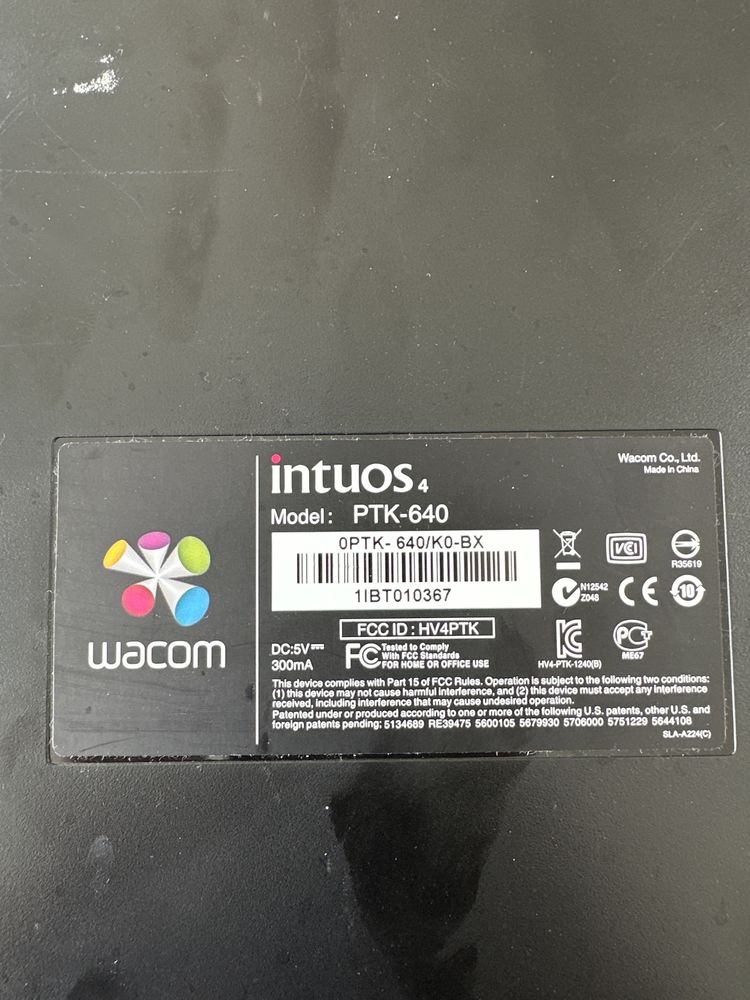 intuos 4
Wacom Co., Ltd.
Made in China
Model: PTK-640
0PTK- 640/K0-BX
1IBT010367
VCI
R35619
N12542
Z048
CE
10
FCC ID : HV4PTK
DC:5V
300mA
FC Tested to Comply
With FCC Standards
FOR HOME OR OFFICE USE
HV4-PTK-1240(B)
ME67
wacom
This device complies with Part 15 of FCC Rules. Operation is subject to the following two conditions:
(1) this device may not cause harmful interference, and (2) this device must accept any interference
received, including interference that may cause undesired operation.
Patented under or produced according to one or more of the following U.S. patents, other U.S. and
foreign patents pending; 5134689 RE39475 5600105 5679930 5706000 5751229 5644108
SLA-A224(C)